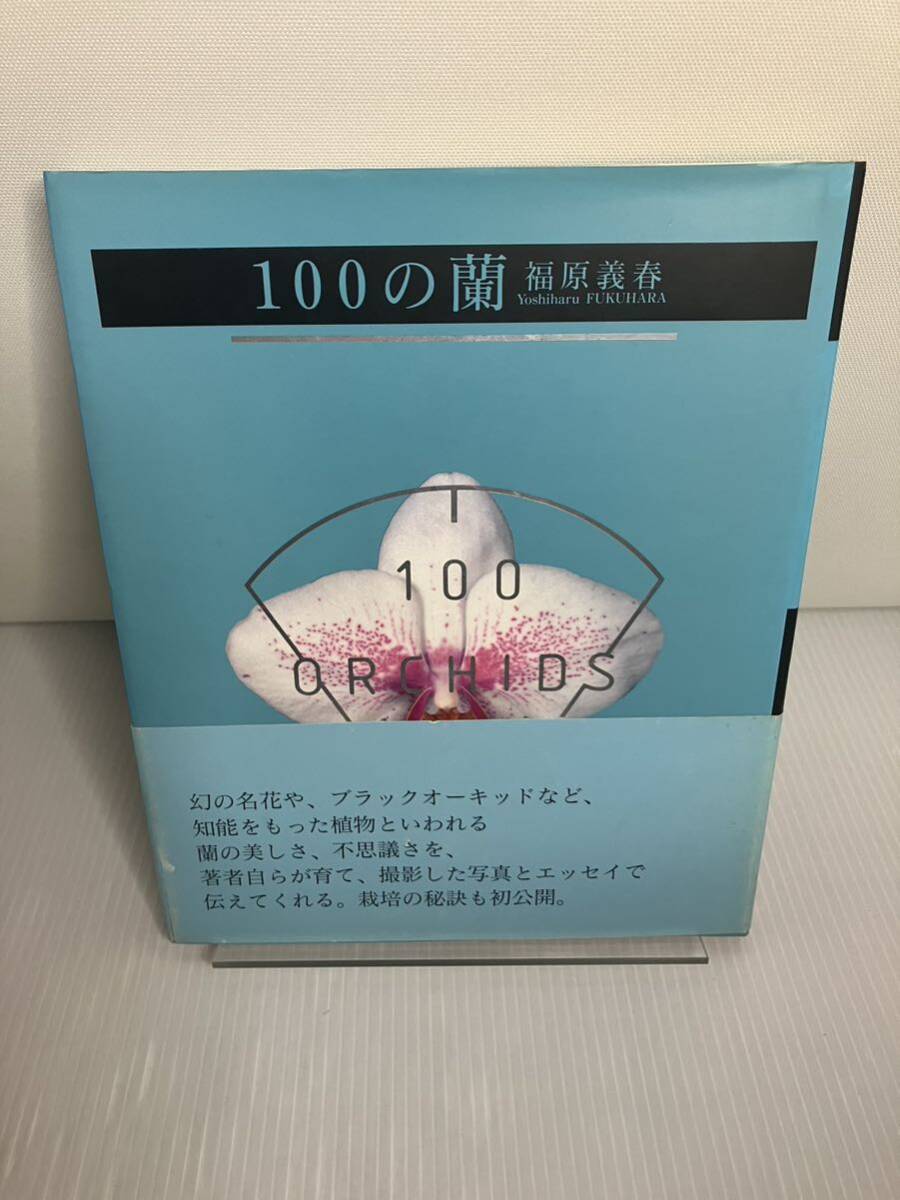 100の蘭 福原義春
Yoshiharu FUKUHARA
100
ORCHIDS
幻の名花や、ブラックオーキッドなど、
知能をもった植物といわれる
蘭の美しさ、不思議さを、
著者自らが育て、撮影した写真とエッセイで
伝えてくれる。栽培の秘訣も初公開。